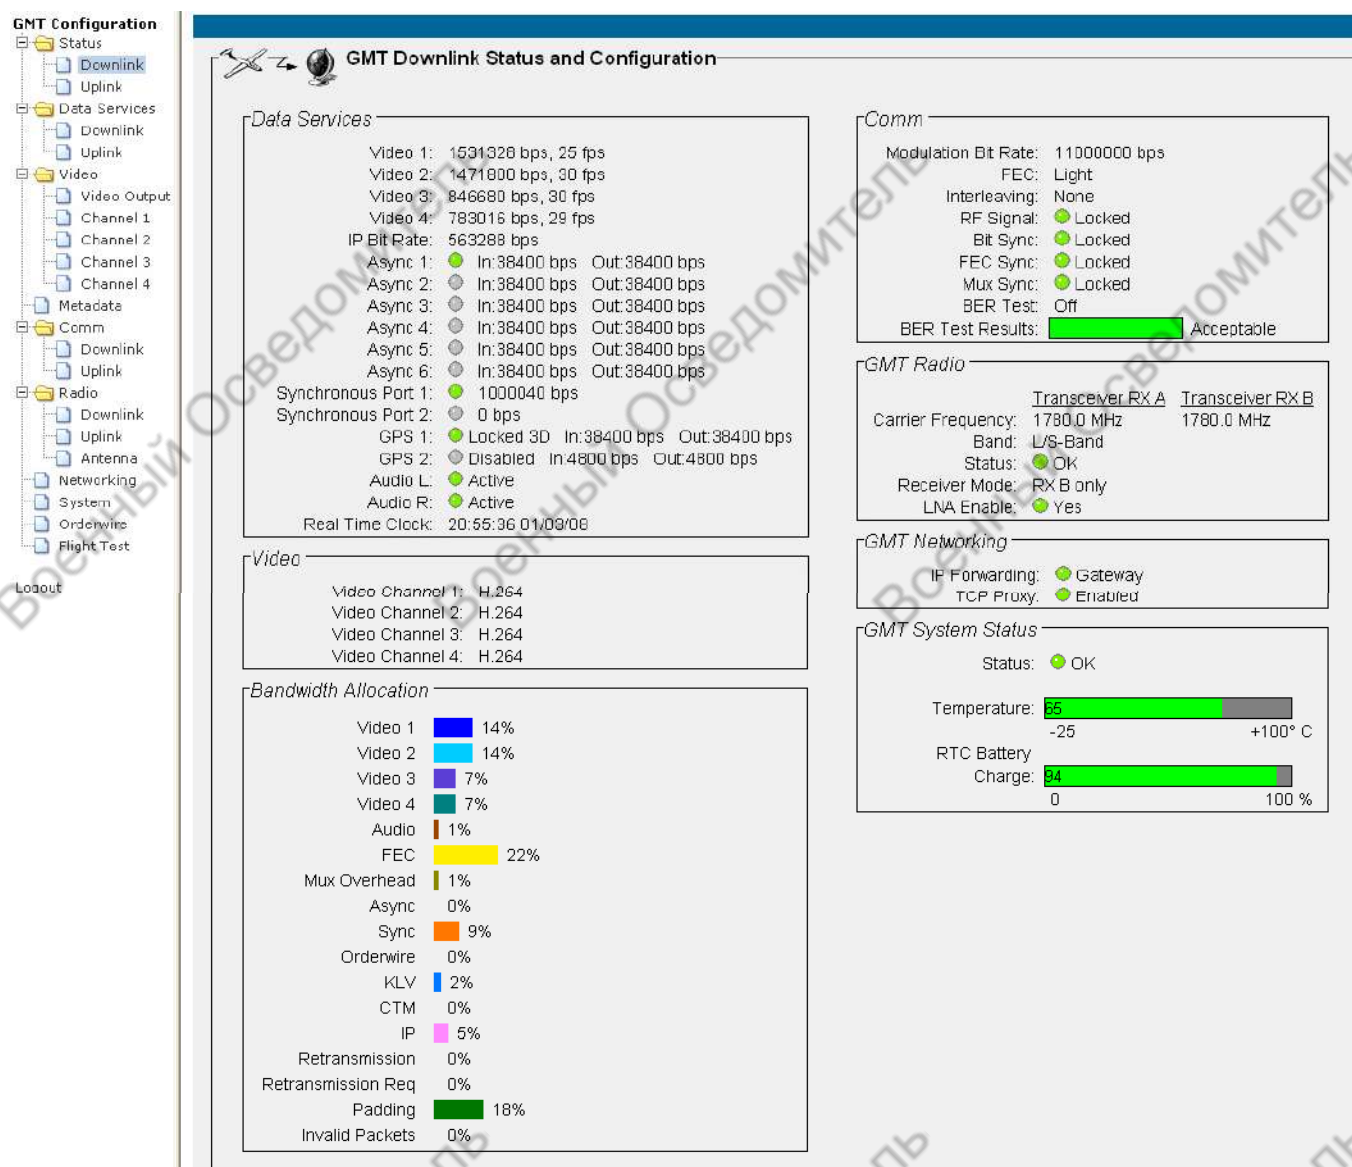 GMT Configuration
Status
Downlink
Uplink
Data Services
Downlink
Uplink
Video
Video Output
Channel 1
Channel 2
Channel 3
Channel 4
Metadata
Comm
Downlink
Uplink
Radio
Downlink
Uplink
Antenna
Networking
System
Orderwire
Flight Test
Logout
GMT Downlink Status and Configuration
Data Services
Video 1: 1531328 bps, 25 fps
Video 2: 1471800 bps, 30 fps
Video 3: 846680 bps, 30 fps
Video 4: 783016 bps, 29 fps
IP Bit Rate: 563288 bps
Async 1: In:38400 bps Out:38400 bps
Async 2: In:38400 bps Out:38400 bps
Async 3: In:38400 bps Out:38400 bps
Async 4: In:38400 bps Out:38400 bps
Async 5: In:38400 bps Out:38400 bps
Async 6: In:38400 bps Out:38400 bps
Synchronous Port 1: 1000040 bps
Synchronous Port 2: 0 bps
GPS 1: Locked 3D In:38400 bps Out:38400 bps
GPS 2: Disabled In:4800 bps Out:4800 bps
Audio L: Active
Audio R: Active
Real Time Clock: 20:55:36 01/03/08
Video
Video Channel 1: H.264
Video Channel 2: H.264
Video Channel 3: H.264
Video Channel 4: H.264
Bandwidth Allocation
Video 1 14%
Video 2 14%
Video 3 7%
Video 4 7%
Audio 1%
FEC 22%
Mux Overhead 1%
Async 0%
Sync 9%
Orderwire 0%
KLV 2%
CTM 0%
IP 5%
Retransmission 0%
Retransmission Req 0%
Padding 18%
Invalid Packets 0%
Comm
Modulation Bit Rate: 11000000 bps
FEC: Light
Interleaving: None
RF Signal: Locked
Bit Sync: Locked
FEC Sync: Locked
Mux Sync: Locked
BER Test: Off
BER Test Results: Acceptable
GMT Radio
Transceiver RX A Transceiver RX B
Carrier Frequency: 1780.0 MHz 1780.0 MHz
Band: L/S-Band
Status: OK
Receiver Mode: RX B only
LNA Enable: Yes
GMT Networking
IP Forwarding: Gateway
TCP Proxy: Enabled
GMT System Status
Status: OK
Temperature: 65
-25 +100° C
RTC Battery
Charge: 94
0 100 %
Военный Осведомитель
Военный Осведомитель
Военный Осведомитель